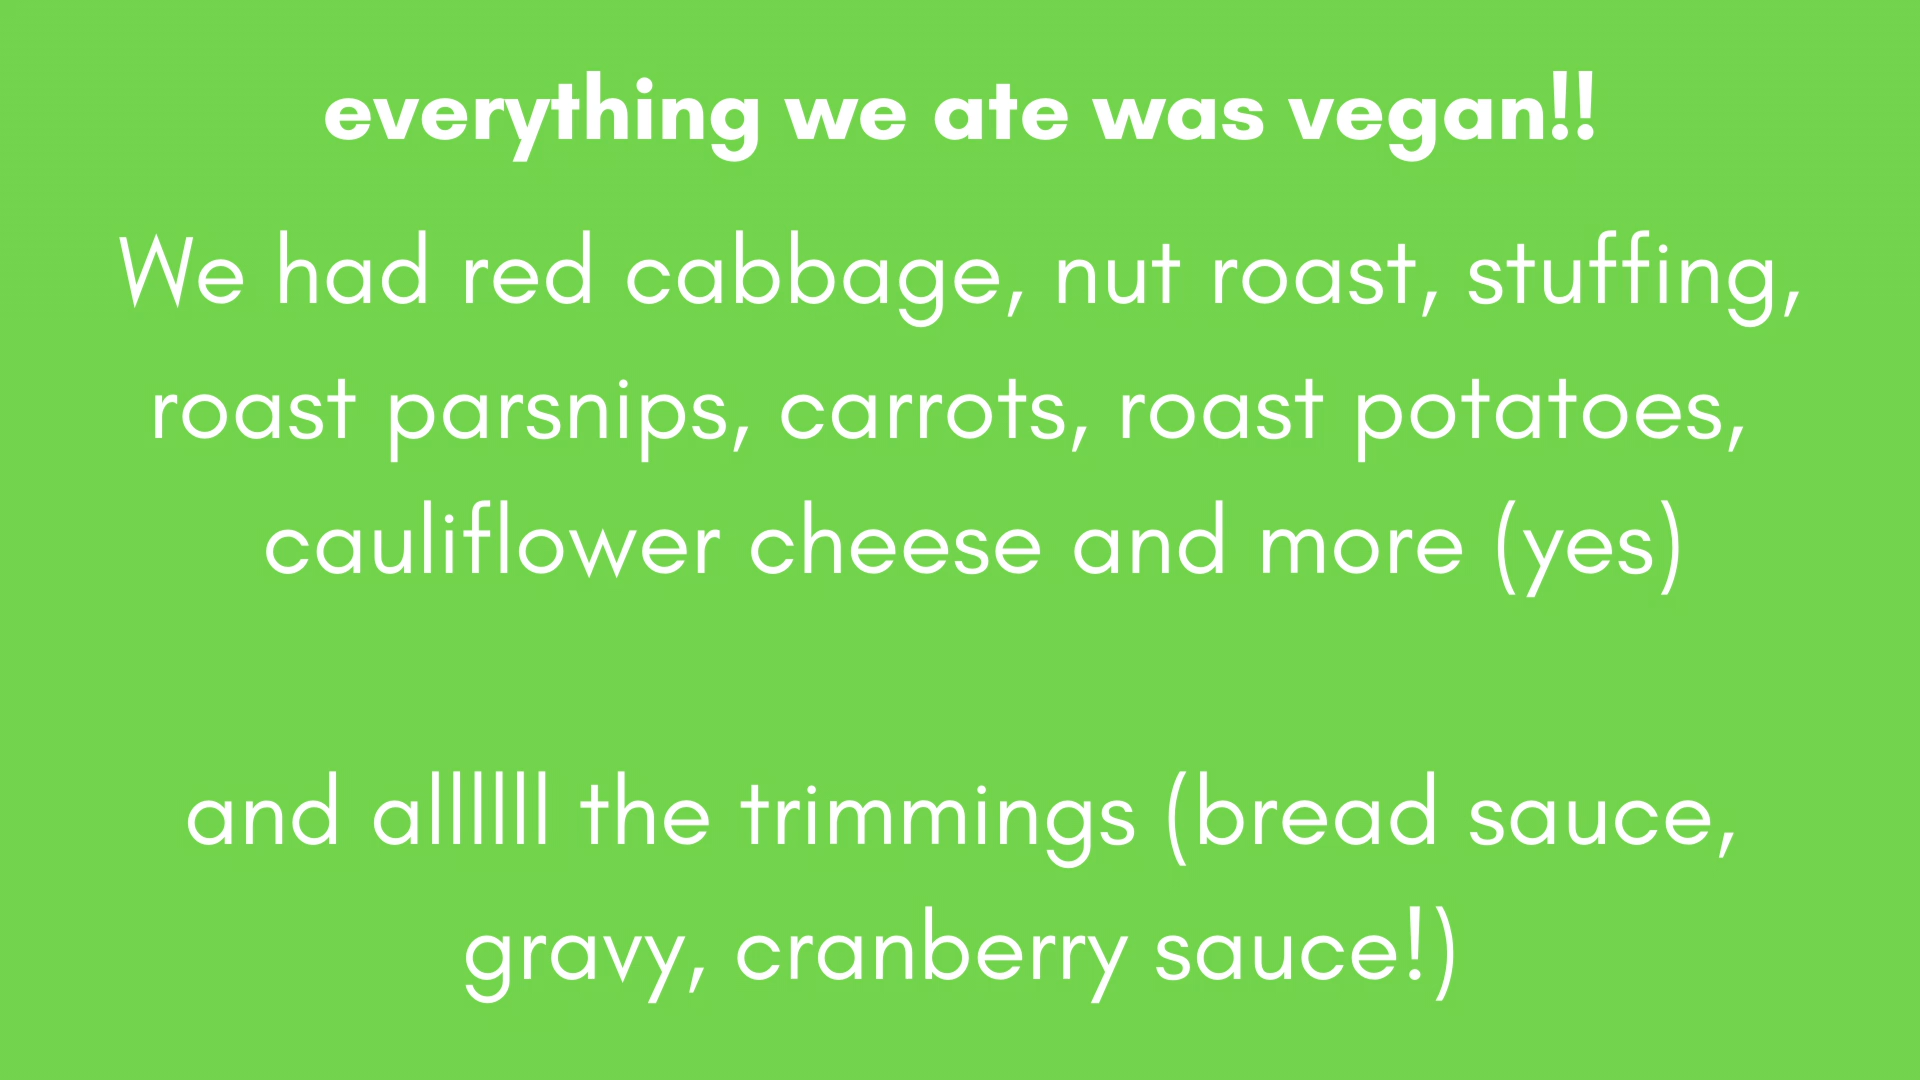 everything we ate was vegan!!
We had red cabbage, nut roast, stuffing,
roast parsnips, carrots, roast potatoes,
cauliflower cheese and more (yes)
and allllll the trimmings (bread sauce,
gravy, cranberry sauce!)